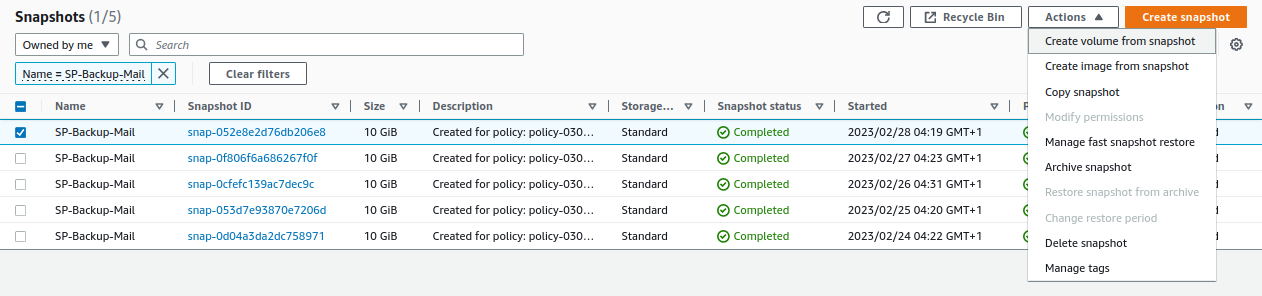 Snapshots (1/5)
Recycle Bin
Actions
Create snapshot
Owned by me
Search
Name = SP-Backup-Mail
Clear filters
Create volume from snapshot
Create image from snapshot
Copy snapshot
Modify permissions
Manage fast snapshot restore
Archive snapshot
Restore snapshot from archive
Change restore period
Delete snapshot
Manage tags
Name Snapshot ID Size Description Storage... Snapshot status Started
SP-Backup-Mail snap-052e8e2d76db206e8 10 GiB Created for policy: policy-030... Standard Completed 2023/02/28 04:19 GMT+1
SP-Backup-Mail snap-0f806f6a686267f0f 10 GiB Created for policy: policy-030... Standard Completed 2023/02/27 04:23 GMT+1
SP-Backup-Mail snap-0cfefc139ac7dec9c 10 GiB Created for policy: policy-030... Standard Completed 2023/02/26 04:31 GMT+1
SP-Backup-Mail snap-053d7e93870e7206d 10 GiB Created for policy: policy-030... Standard Completed 2023/02/25 04:20 GMT+1
SP-Backup-Mail snap-0d04a3da2dc758971 10 GiB Created for policy: policy-030... Standard Completed 2023/02/24 04:22 GMT+1